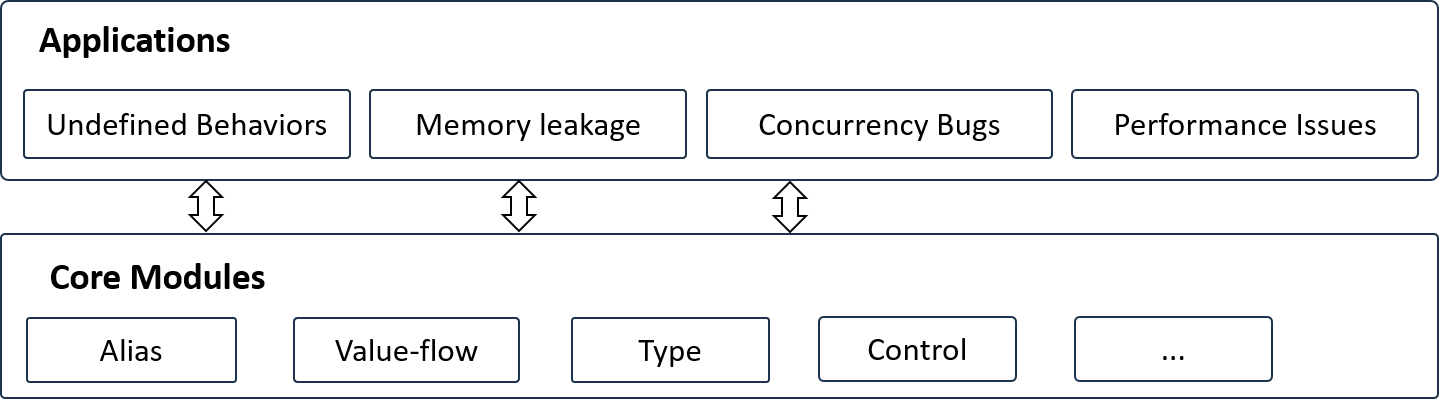 Applications
Undefined Behaviors
Memory leakage
Concurrency Bugs
Performance Issues
Core Modules
Alias
Value-flow
Type
Control
...